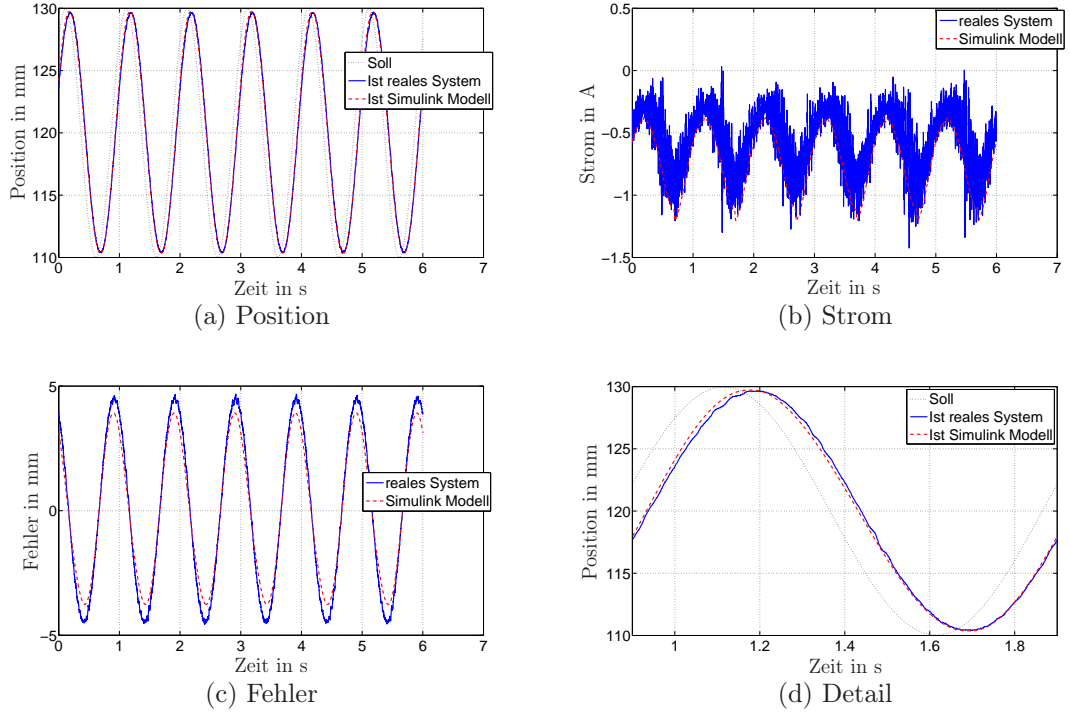 130
125
120
115
110
Position in mm
0 1 2 3 4 5 6 7
Zeit in s
Soll
Ist reales System
Ist Simulink Modell
(a) Position
0.5
0
−0.5
−1
−1.5
Strom in A
0 1 2 3 4 5 6 7
Zeit in s
reales System
Simulink Modell
(b) Strom
5
0
−5
Fehler in mm
0 1 2 3 4 5 6 7
Zeit in s
reales System
Simulink Modell
(c) Fehler
130
125
120
115
110
Position in mm
1 1.2 1.4 1.6 1.8
Zeit in s
Soll
Ist reales System
Ist Simulink Modell
(d) Detail